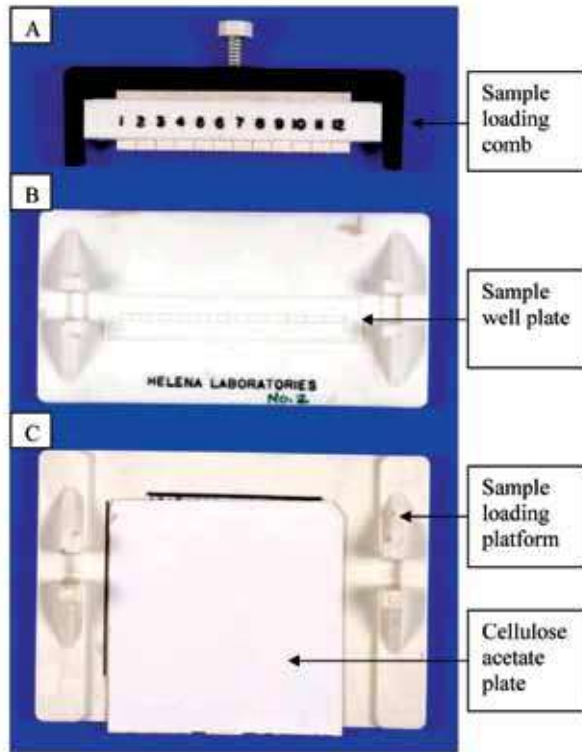 A
1 2 3 4 5 6 7 8 9 10 11 12
Sample
loading
comb
B
Sample
well plate
HELENA LABORATORIES
No. 2
C
Sample
loading
platform
Cellulose
acetate
plate